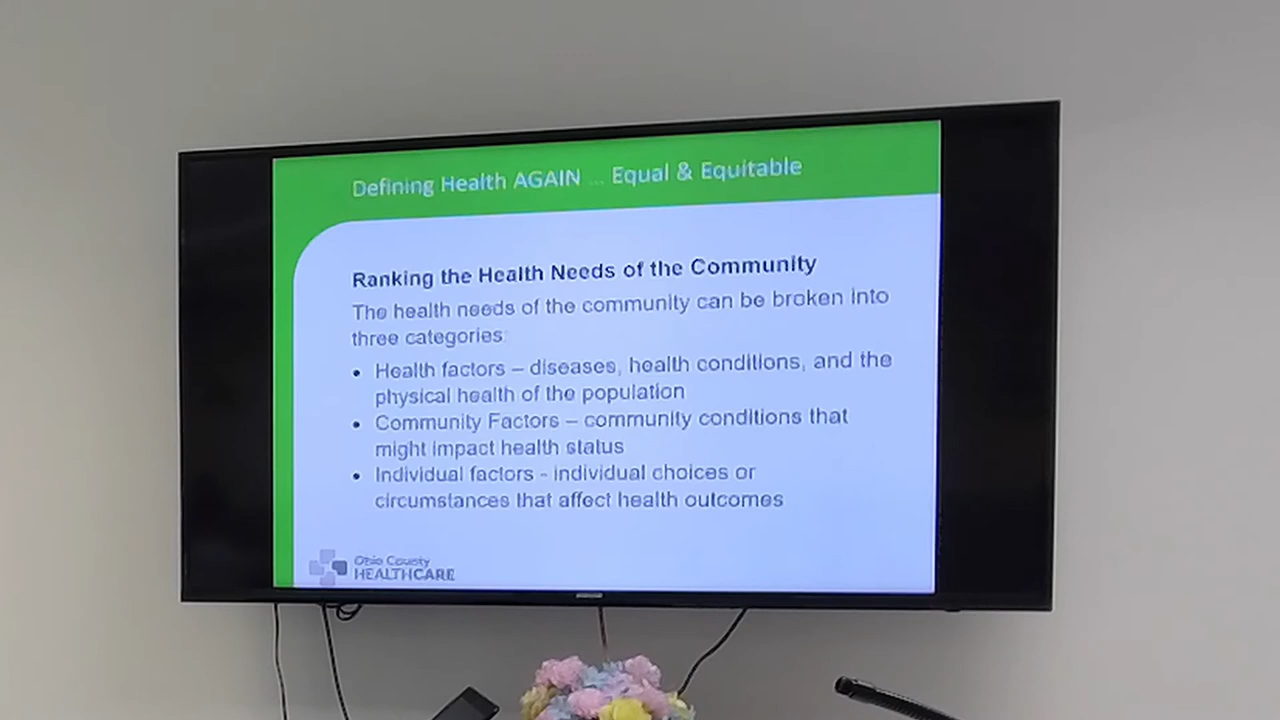 Defining Health AGAIN ... Equal & Equitable
Ranking the Health Needs of the Community
The health needs of the community can be broken into
three categories:
• Health factors – diseases, health conditions, and the
physical health of the population
• Community Factors – community conditions that
might impact health status
• Individual factors - individual choices or
circumstances that affect health outcomes
Ohio County
HEALTHCARE